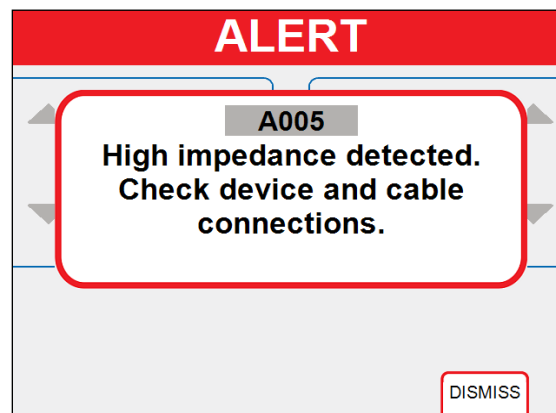 ALERT
A005
High impedance detected.
Check device and cable
connections.
DISMISS